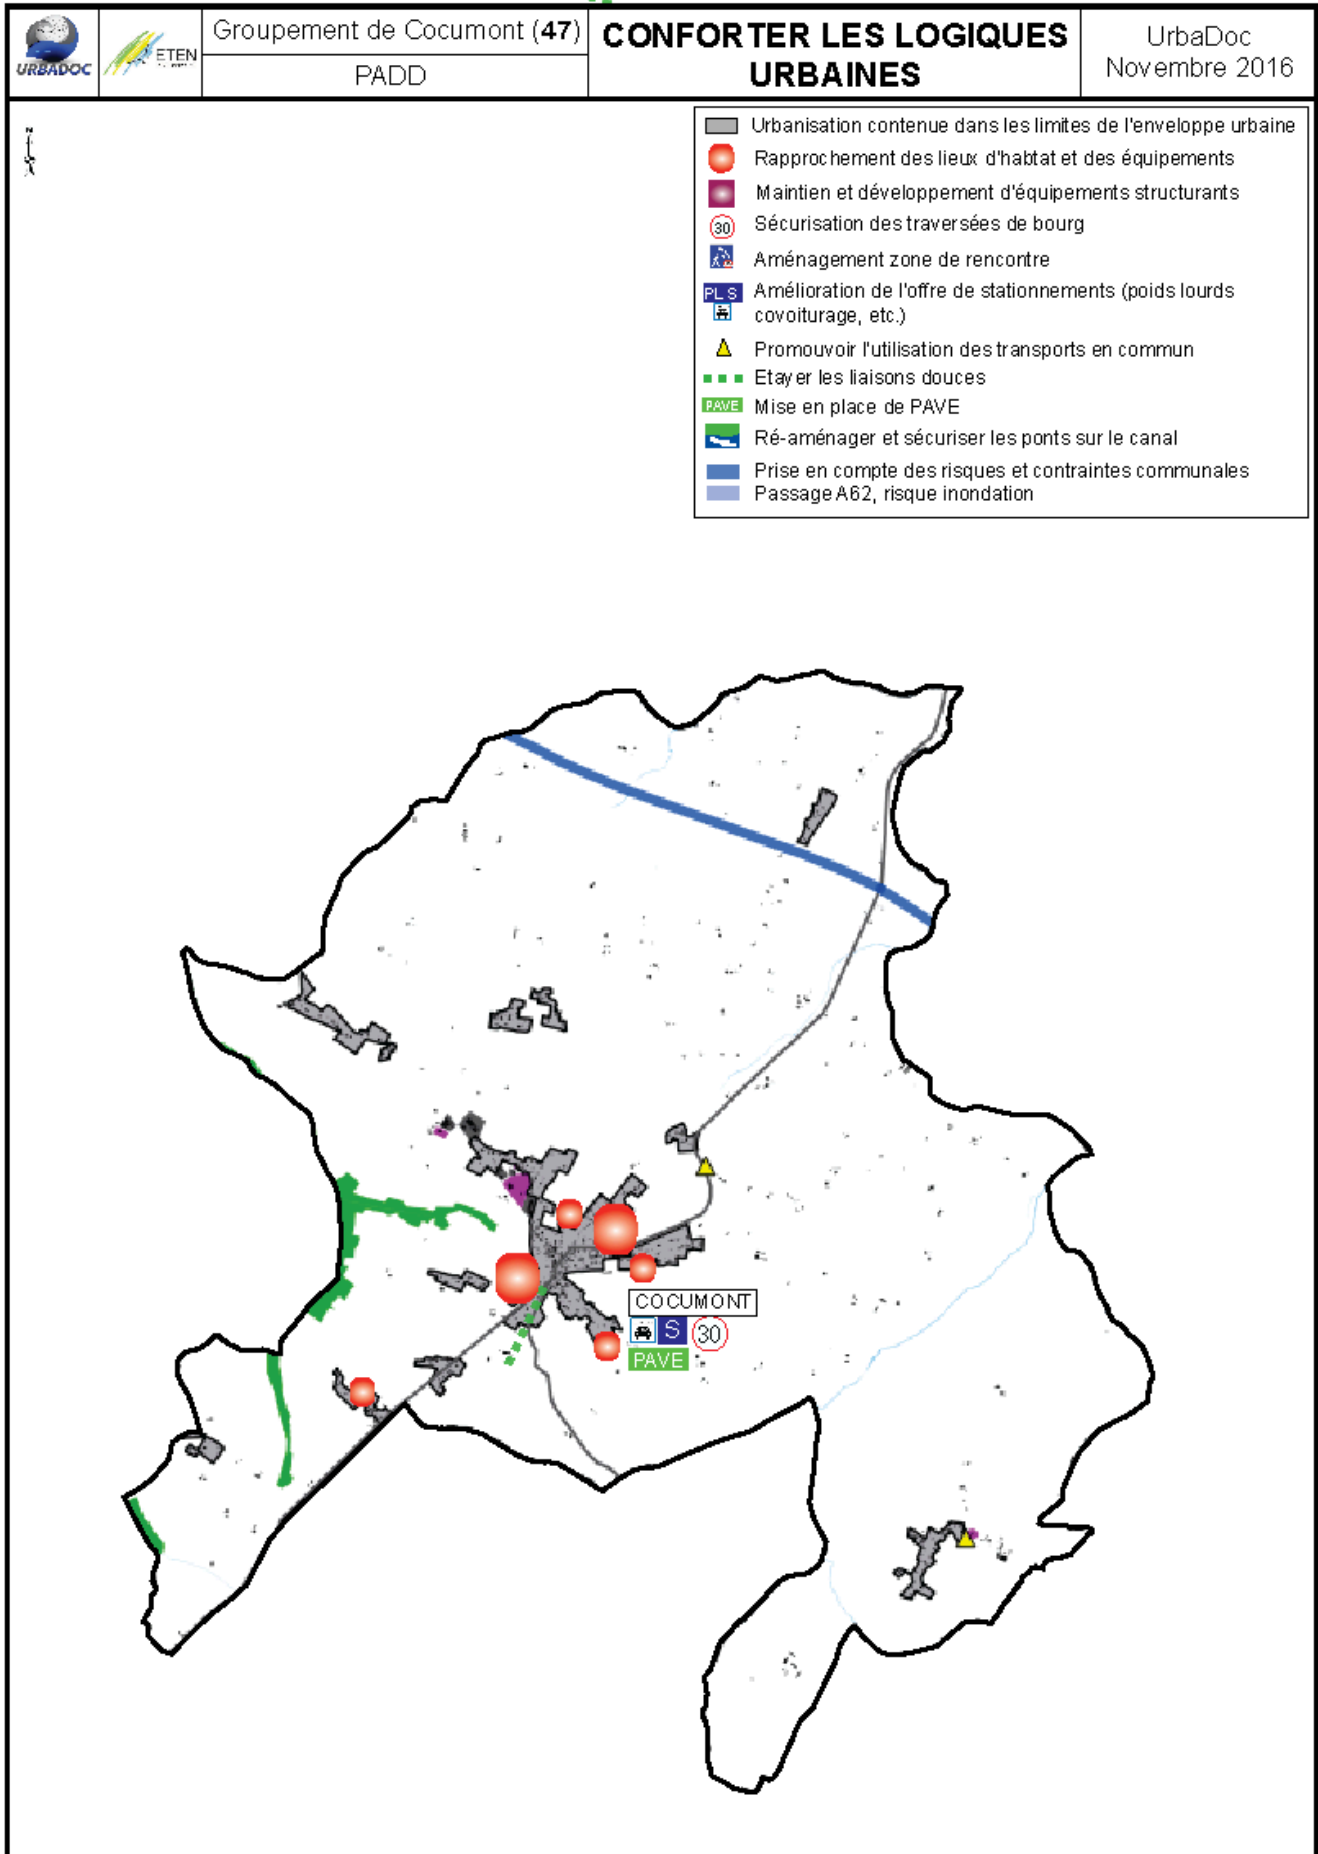 URBADOC
ETEN
Groupement de Cocumont (47)
PADD
CONFORTER LES LOGIQUES
URBAINES
UrbaDoc
Novembre 2016
N
Urbanisation contenue dans les limites de l'enveloppe urbaine
Rapprochement des lieux d'habtat et des équipements
Maintien et développement d'équipements structurants
30 Sécurisation des traversées de bourg
Aménagement zone de rencontre
PL S Amélioration de l'offre de stationnements (poids lourds
covoiturage, etc.)
Promouvoir l'utilisation des transports en commun
Etayer les liaisons douces
PAVE Mise en place de PAVE
Ré-aménager et sécuriser les ponts sur le canal
Prise en compte des risques et contraintes communales
Passage A62, risque inondation
COCUMONT
S 30
PAVE